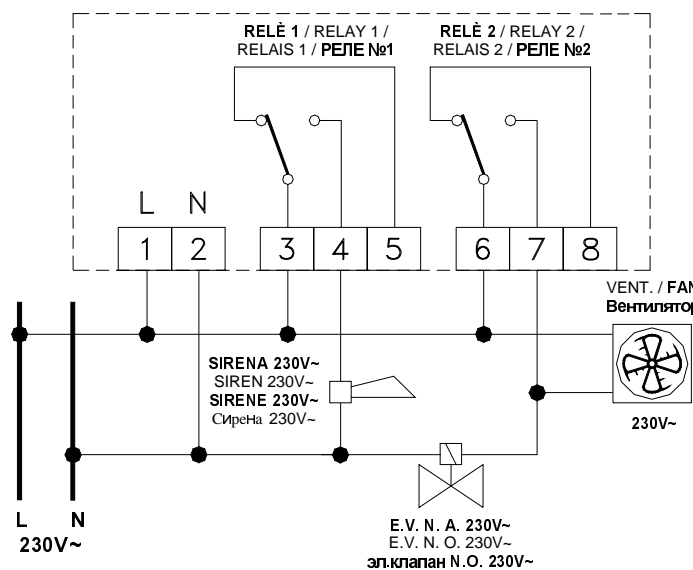 RELÈ 1 / RELAY 1 /
RELAIS 1 / РЕЛЕ №1
RELÈ 2 / RELAY 2 /
RELAIS 2 / РЕЛЕ №2
L N
1 2 3 4 5 6 7 8
VENT. / FAN
Вентилятор
SIRENA 230V~
SIREN 230V~
SIRENE 230V~
Сирена 230V~
230V~
L N
230V~
E.V. N. A. 230V~
E.V. N. O. 230V~
эл.клапан N.O. 230V~